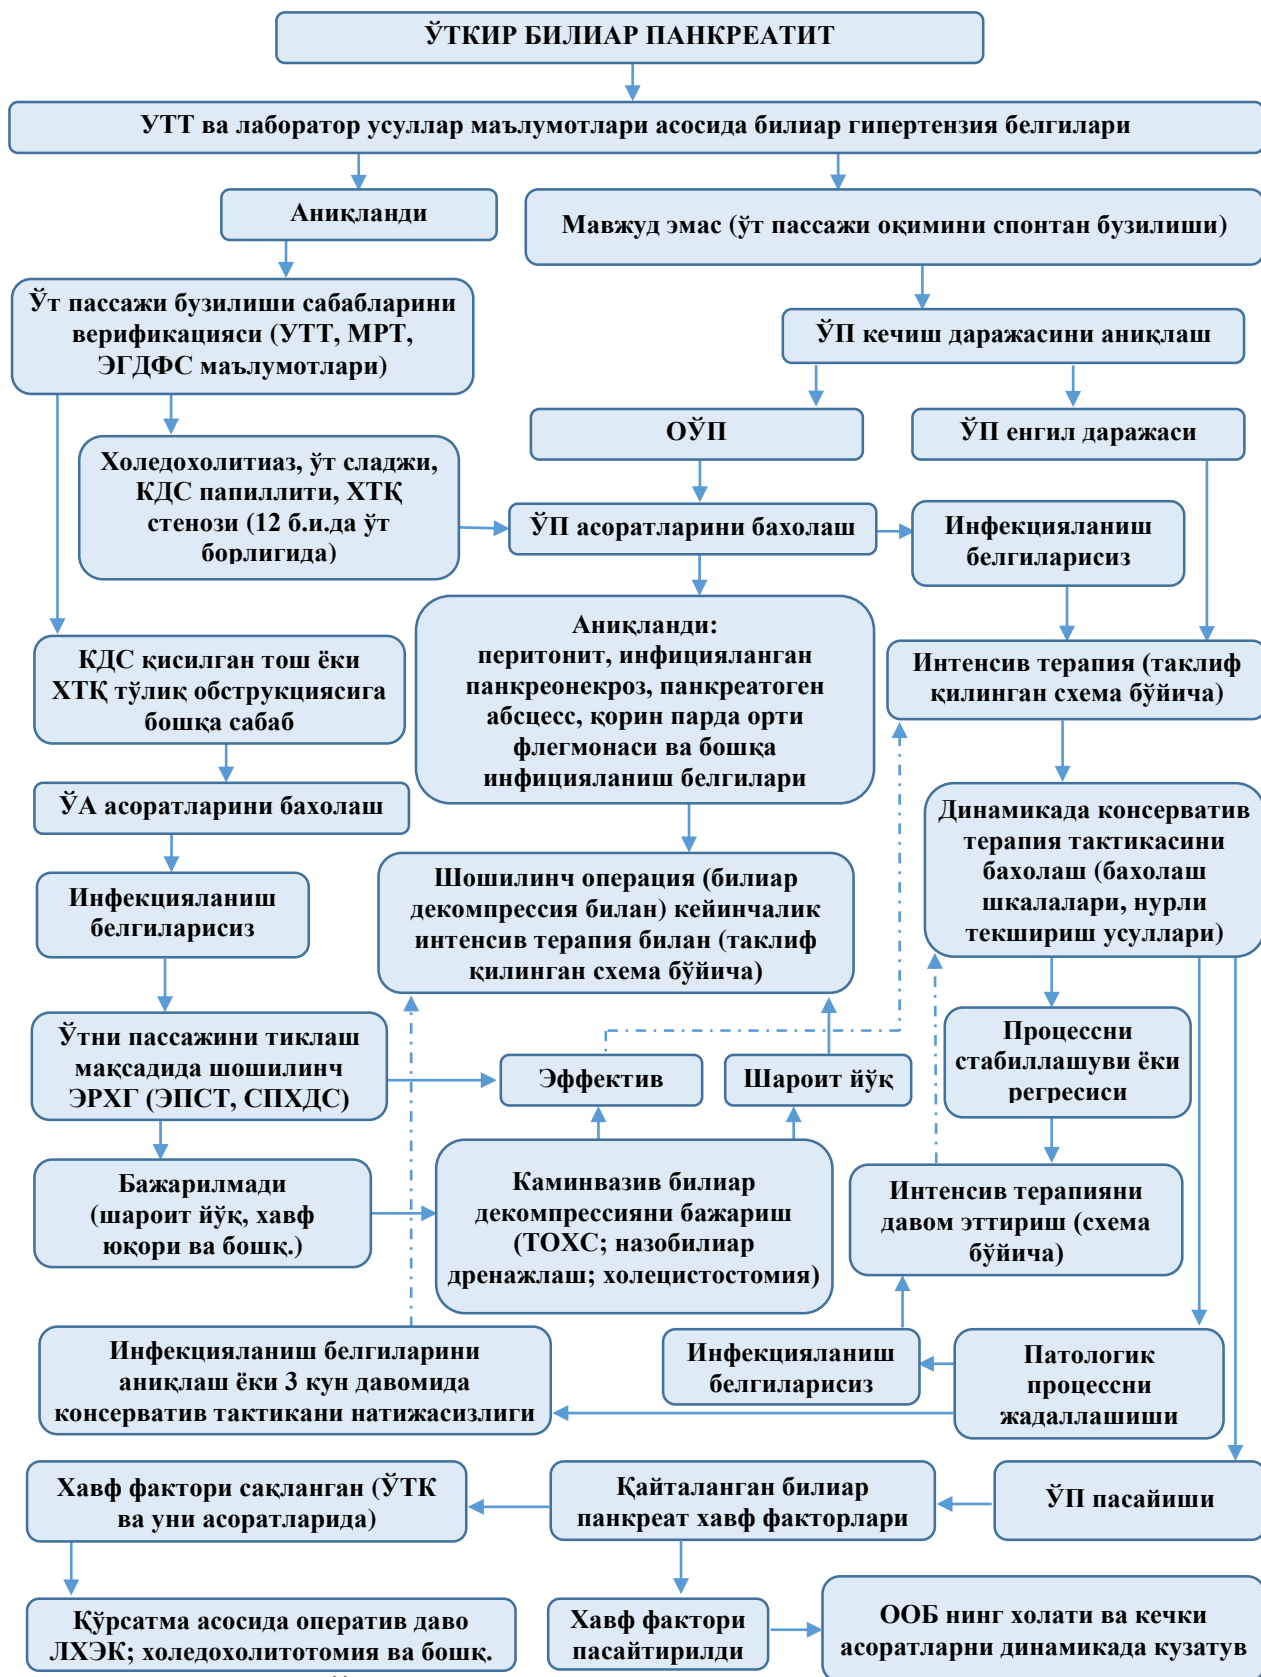 ЎТКИР БИЛИАР ПАНКРЕАТИТ
УТТ ва лаборатор усуллар маълумотлари асосида билиар гипертензия белгилари
Аниқланди
Мавжуд эмас (ўт пассажи оқимини спонтан бузилиши)
Ўт пассажи бузилиши сабабларини
верификацияси (УТТ, МРТ,
ЭГДФС маълумотлари)
ЎП кечиш даражасини аниқлаш
ОЎП
ЎП енгил даражаси
Холедохолитиаз, ўт сладжи,
КДС папиллити, ХТҚ
стенози (12 б.и.да ўт
борлигида)
ЎП асоратларини бахолаш
Инфекцияланиш
белгиларисиз
Аниқланди:
перитонит, инфицияланган
панкреонекроз, панкреатоген
абсцесс, қорин парда орти
флегмонаси ва бошқа
инфицияланиш белгилари
КДС қисилган тош ёки
ХТҚ тўлиқ обструкциясига
бошқа сабаб
Интенсив терапия (таклиф
қилинган схема бўйича)
ЎА асоратларини бахолаш
Динамикада консерватив
терапия тактикасини
бахолаш (бахолаш
шкалалари, нурли
текшириш усуллари)
Инфекцияланиш
белгиларисиз
Шошилинч операция (билиар
декомпрессия билан) кейинчалик
интенсив терапия билан (таклиф
қилинган схема бўйича)
Ўтни пассажини тиклаш
мақсадида шошилинч
ЭРХГ (ЭПСТ, СПХДС)
Эффектив
Шароит йўқ
Процессни
стабиллашуви ёки
регресиси
Бажарилмади
(шароит йўқ, хавф
юқори ва бошқ.)
Каминвазив билиар
декомпрессияни бажариш
(ТОХС; назобилиар
дренажлаш; холецистостомия)
Интенсив терапияни
давом эттириш (схема
бўйича)
Инфекцияланиш белгиларини
аниқлаш ёки 3 кун давомида
консерватив тактикани натижасизлиги
Инфекцияланиш
белгиларисиз
Патологик
процессни
жадаллашиши
Хавф фактори сақланган (ЎТК
ва уни асоратларида)
Қайталанган билиар
панкреат хавф факторлари
ЎП пасайиши
Қўрсатма асосида оператив даво
ЛХЭК; холедохолитотомия ва бошқ.
Хавф фактори
пасайтирилди
ООБ нинг холати ва кечки
асоратларни динамикада кузатув